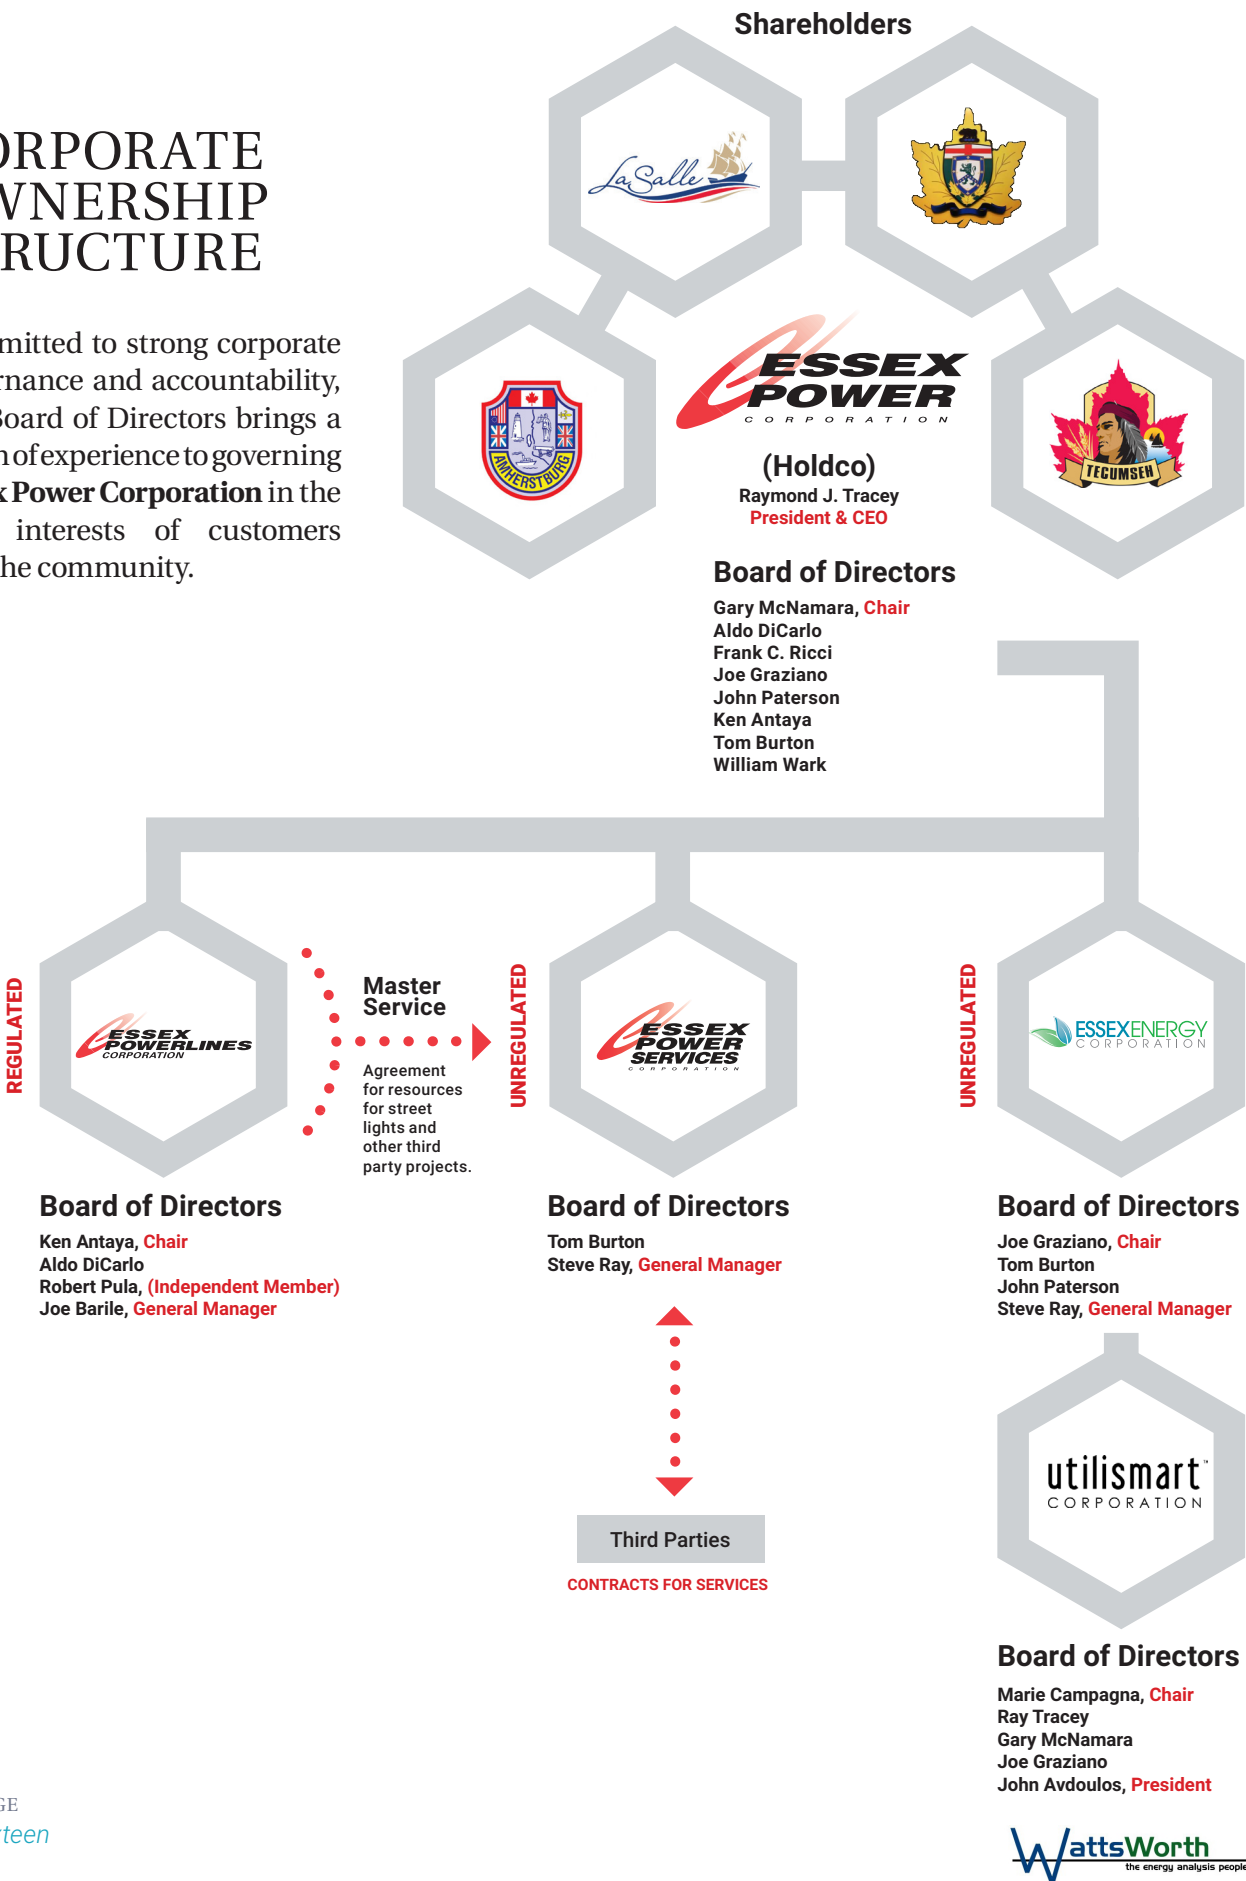 Shareholders
ORPORATE
WNERSHIP
RUCTURE
mitted to strong corporate
rnance and accountability,
Board of Directors brings a
h of experience to governing
x Power Corporation in the
interests of customers
he community.
LaSalle
AMHERSTBURG
TECUMSEH
ESSEX
POWER
CORPORATION
(Holdco)
Raymond J. Tracey
President & CEO
Board of Directors
Gary McNamara, Chair
Aldo DiCarlo
Frank C. Ricci
Joe Graziano
John Paterson
Ken Antaya
Tom Burton
William Wark
REGULATED
ESSEX
POWERLINES
CORPORATION
Master
Service
Agreement
for resources
for street
lights and
other third
party projects.
UNREGULATED
ESSEX
POWER
SERVICES
CORPORATION
UNREGULATED
ESSEXENERGY
CORPORATION
Board of Directors
Ken Antaya, Chair
Aldo DiCarlo
Robert Pula, (Independent Member)
Joe Barile, General Manager
Board of Directors
Tom Burton
Steve Ray, General Manager
Third Parties
CONTRACTS FOR SERVICES
Board of Directors
Joe Graziano, Chair
Tom Burton
John Paterson
Steve Ray, General Manager
utilismart™
CORPORATION
Board of Directors
Marie Campagna, Chair
Ray Tracey
Gary McNamara
Joe Graziano
John Avdoulos, President
WattsWorth
the energy analysis people
GE
teen